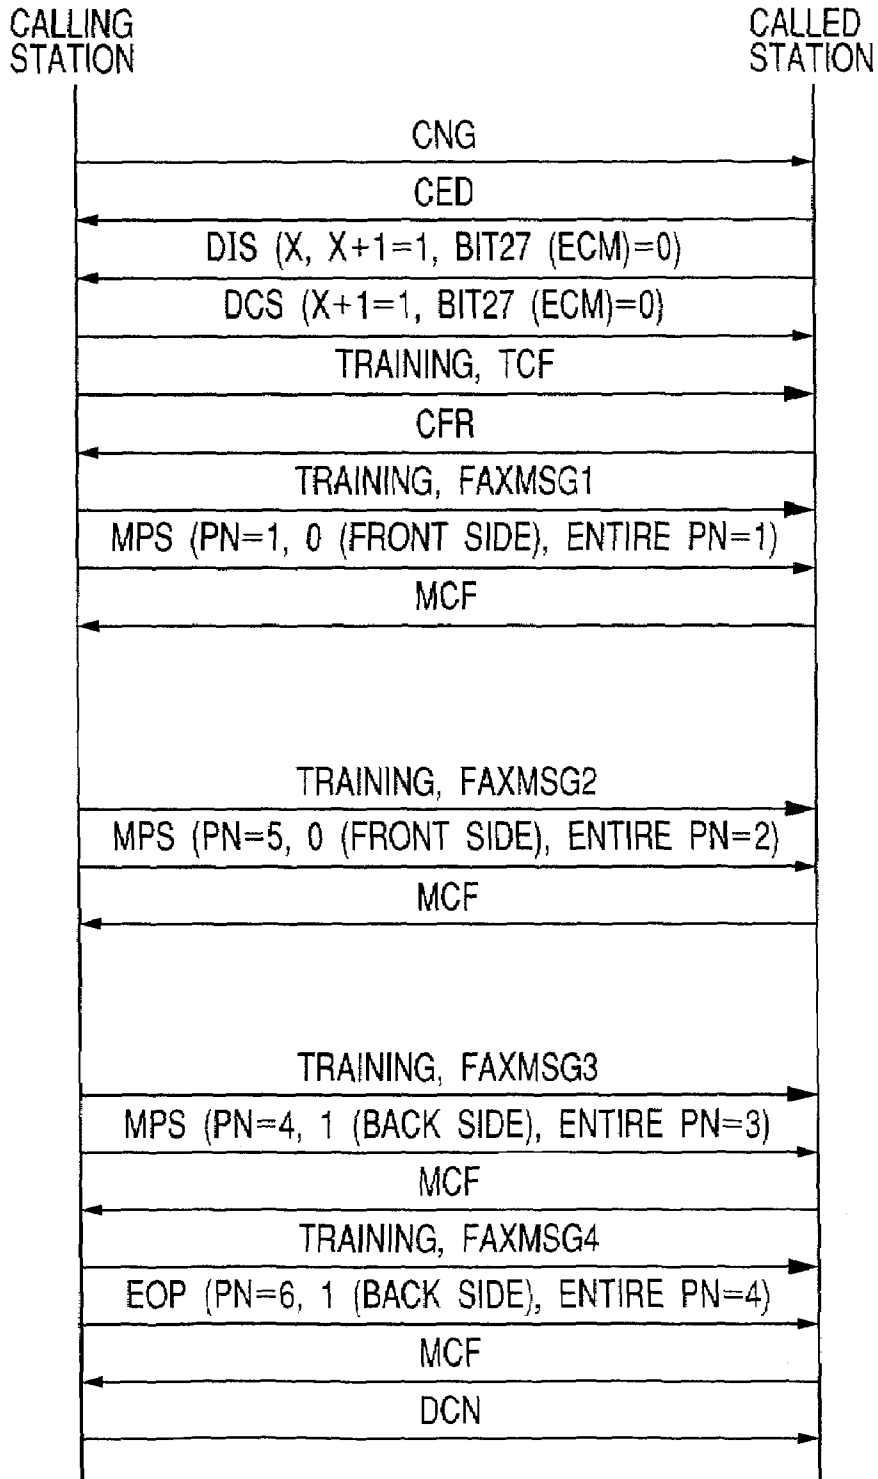 CALLING
STATION
CALLED
STATION
CNG
CED
DIS (X, X+1=1, BIT27 (ECM)=0)
DCS (X+1=1, BIT27 (ECM)=0)
TRAINING, TCF
CFR
TRAINING, FAXMSG1
MPS (PN=1, 0 (FRONT SIDE), ENTIRE PN=1)
MCF
TRAINING, FAXMSG2
MPS (PN=5, 0 (FRONT SIDE), ENTIRE PN=2)
MCF
TRAINING, FAXMSG3
MPS (PN=4, 1 (BACK SIDE), ENTIRE PN=3)
MCF
TRAINING, FAXMSG4
EOP (PN=6, 1 (BACK SIDE), ENTIRE PN=4)
MCF
DCN